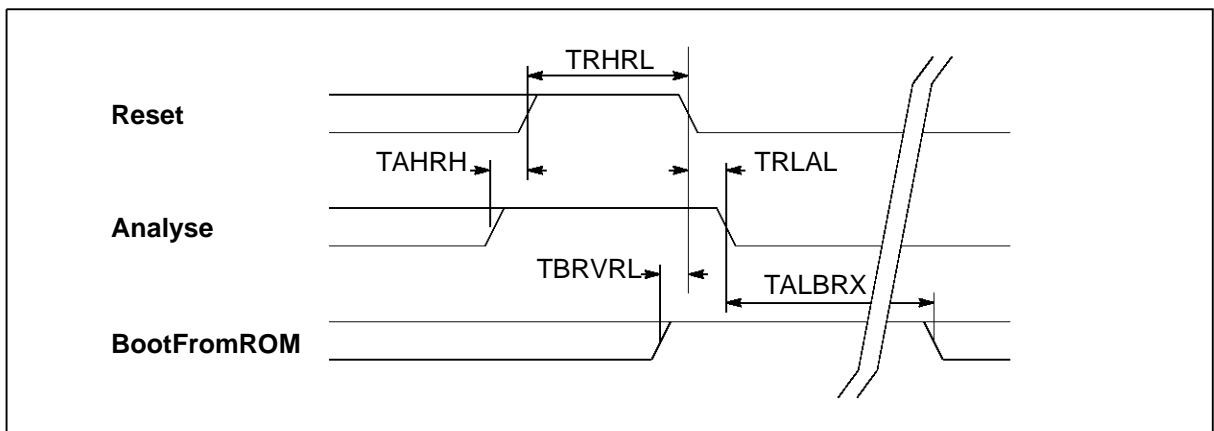 TRHRL
Reset
TAHRH
TRLAL
Analyse
TBRVRL
TALBRX
BootFromROM